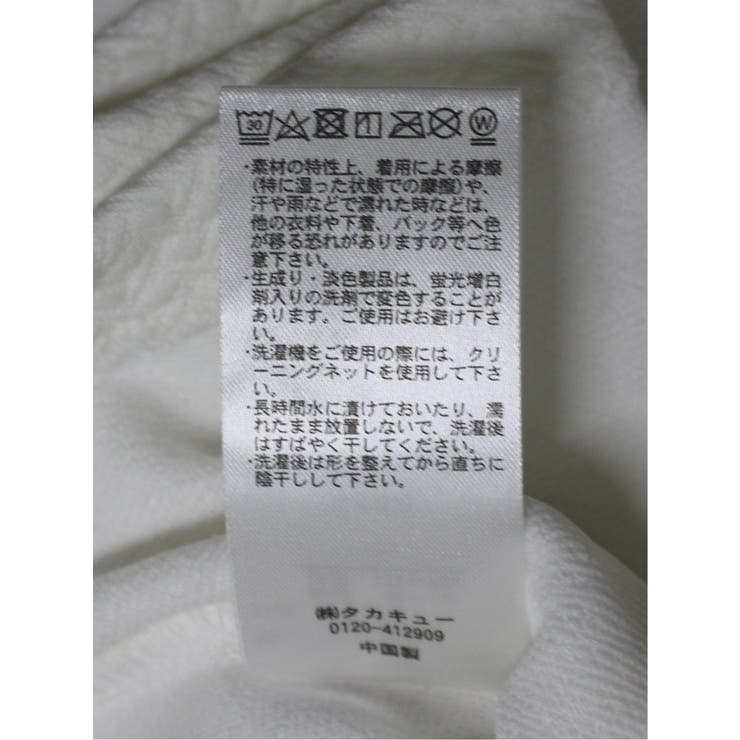 30 W
・素材の特性上、着用による摩擦
(特に湿った状態での摩擦)や、
汗や雨などで濡れた時などは、
他の衣料や下着、バック等へ色
が移る恐れがありますのでご注
意下さい。
・生成り・淡色製品は、蛍光増白
剤入りの洗剤で変色することが
あります。ご使用はお避け下さ
い。
・洗濯機をご使用の際には、クリ
ーニングネットを使用して下さ
い。
・長時間水に漬けておいたり、濡
れたまま放置しないで、洗濯後
はすばやく干してください。
・洗濯後は形を整えてから直ちに
陰干しして下さい。
㈱タカキュー
0120-412909
中国製